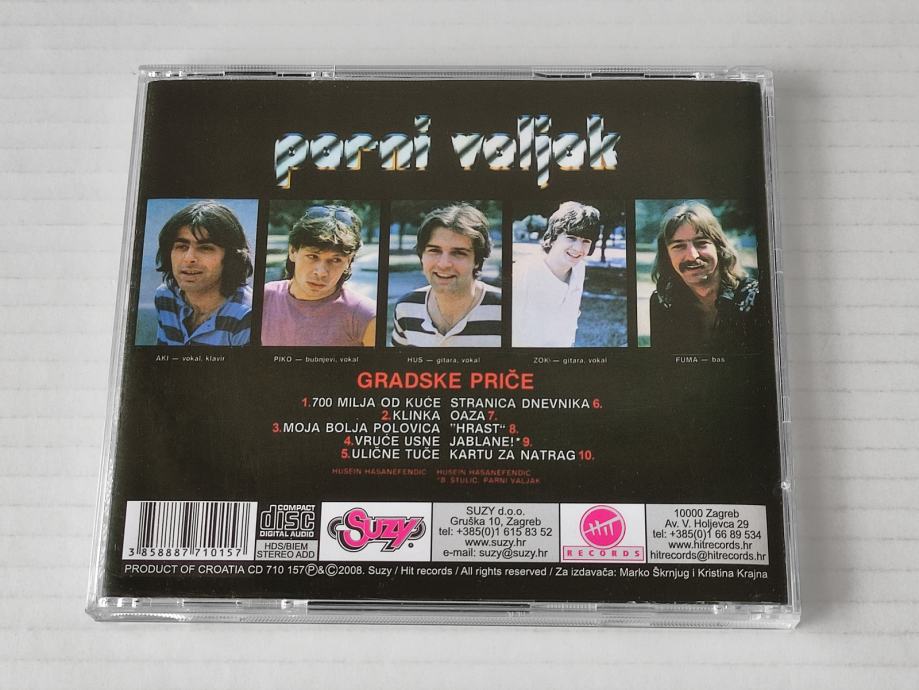 parni valjak
AKI — vokal, klavir
PIKO — bubnjevi, vokal
HUS — gitara, vokal
ZOK — gitara, vokal
FUMA — bas
GRADSKE PRIČE
1.700 MILJA OD KUĆE
2.KLINKA
3.MOJA BOLJA POLOVICA
4.VRUĆE USNE
5.ULIČNE TUČE
HUSEIN HASANEFENDIĆ
STRANICA DNEVNIKA 6.
OAZA 7.
"HRAST" 8.
JABLANE!* 9.
KARTU ZA NATRAG 10.
HUSEIN HASANEFENDIĆ
*B. ŠTULIĆ, PARNI VALJAK
3 858887 710157
COMPACT
disc
DIGITAL AUDIO
HDS/BIEM
STEREO ADD
SUZY
SUZY d.o.o.
Gruška 10, Zagreb
tel: +385(0)1 615 83 52
www.suzy.hr
e-mail: suzy@suzy.hr
Hit
RECORDS
10000 Zagreb
Av. V. Holjevca 29
tel: +385(0)1 66 89 534
www.hitrecords.hr
hitrecords@hitrecords.hr
PRODUCT OF CROATIA CD 710 157 Ⓟ&Ⓒ2008. Suzy / Hit records / All rights reserved / Za izdavača: Marko Škrnjug i Kristina Krajna